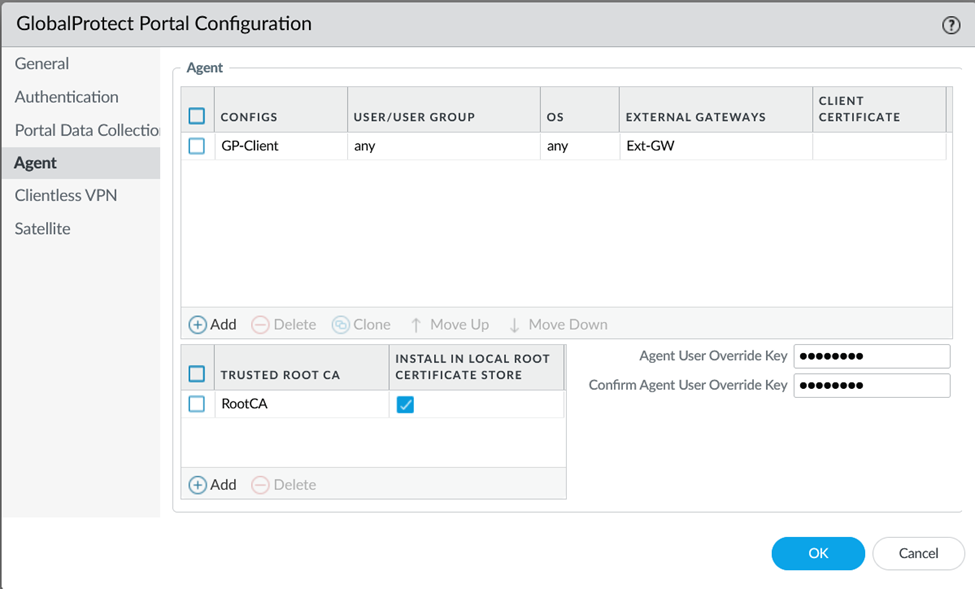 GlobalProtect Portal Configuration
?
General
Authentication
Portal Data Collectio
Agent
Clientless VPN
Satellite
Agent
CONFIGS USER/USER GROUP OS EXTERNAL GATEWAYS CLIENT CERTIFICATE
GP-Client any any Ext-GW
Add Delete Clone Move Up Move Down
TRUSTED ROOT CA INSTALL IN LOCAL ROOT CERTIFICATE STORE
RootCA
Add Delete
Agent User Override Key ••••••••
Confirm Agent User Override Key ••••••••
OK Cancel